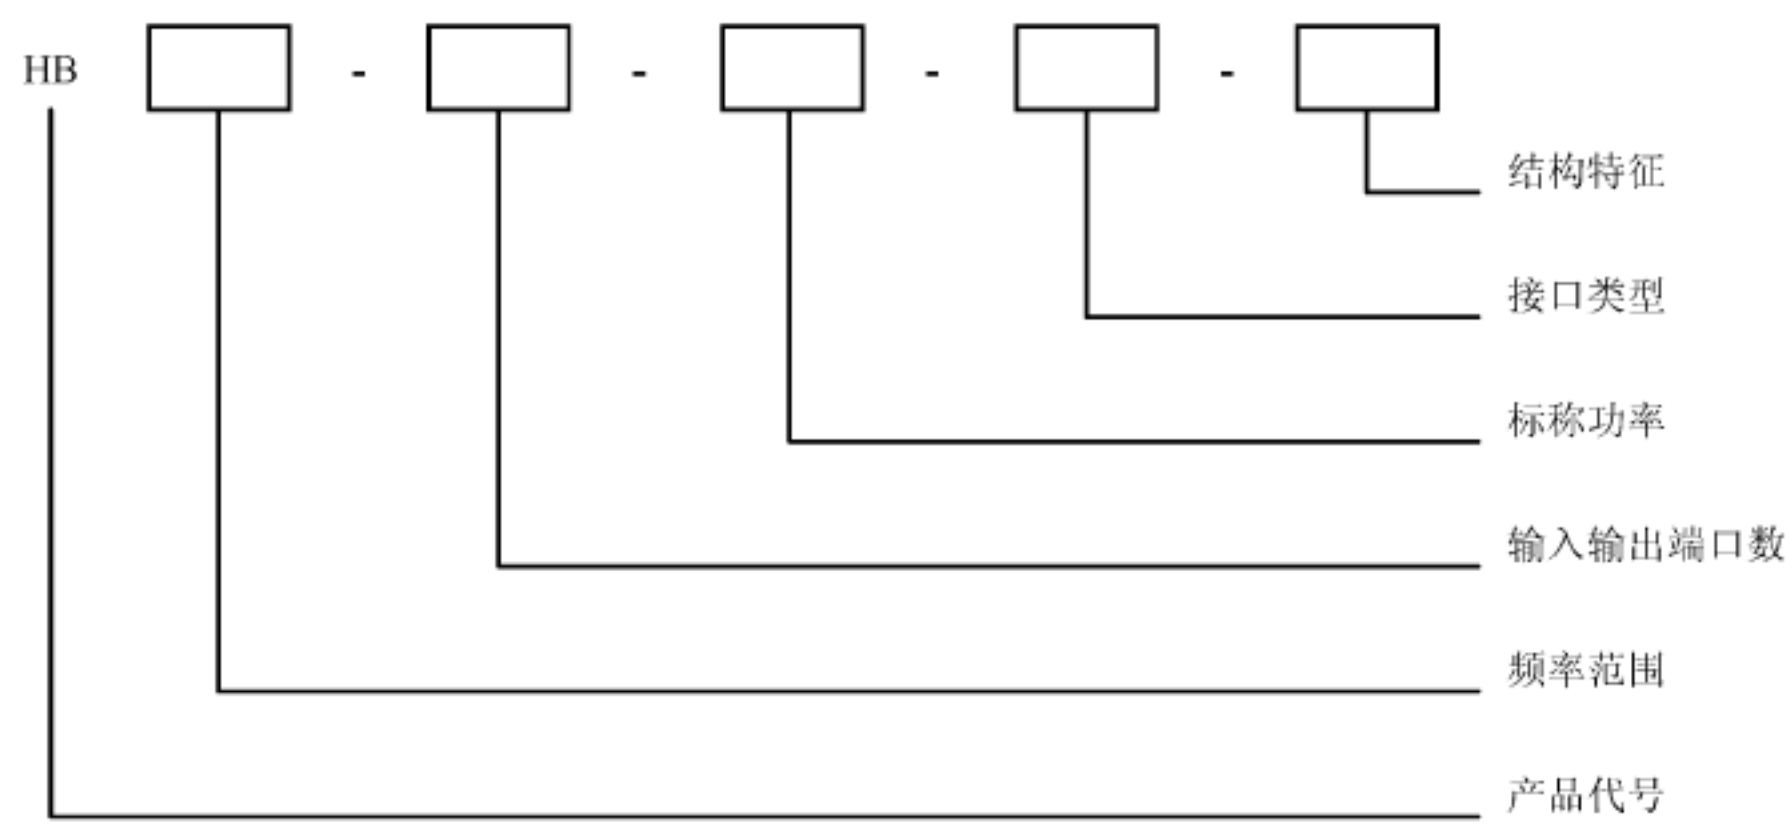 HB - - - -
结构特征
接口类型
标称功率
输入输出端口数
频率范围
产品代号